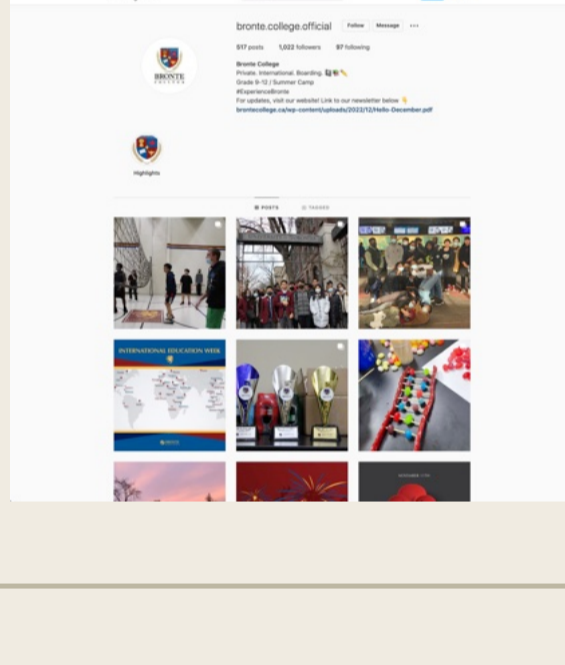 bronte.college.official Follow Message ...
517 posts 1,022 followers 97 following
Bronte College
Private. International. Boarding.
Grade 9-12 / Summer Camp
#ExperienceBronte
For updates, visit our website! Link to our newsletter below 👇
brontecollege.ca/wp-content/uploads/2022/12/Hello-December.pdf
BRONTE
COLLEGE
Highlights
POSTS TAGGED
INTERNATIONAL EDUCATION WEEK
BRONTE